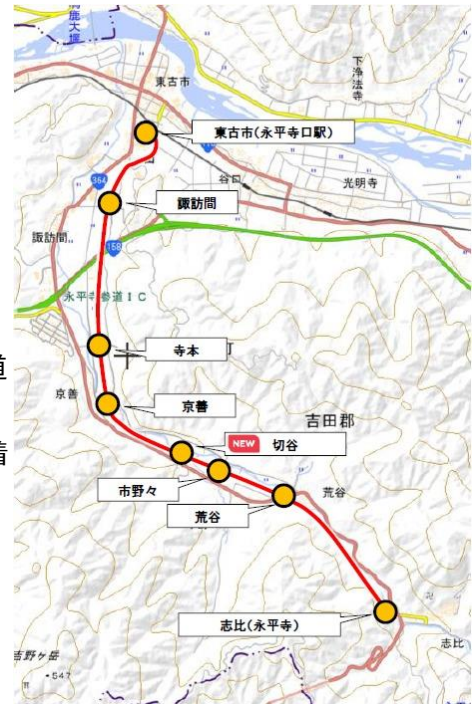 東古市
下浄法寺
東古市(永平寺口駅)
谷口
光明寺
364
諏訪間
諏訪間
158
永平寺参道IC
寺本
町
道
京善
京善
吉田郡
NEW 切谷
着
市野々
荒谷
荒谷
志比(永平寺)
志比
吉野ヶ岳
547